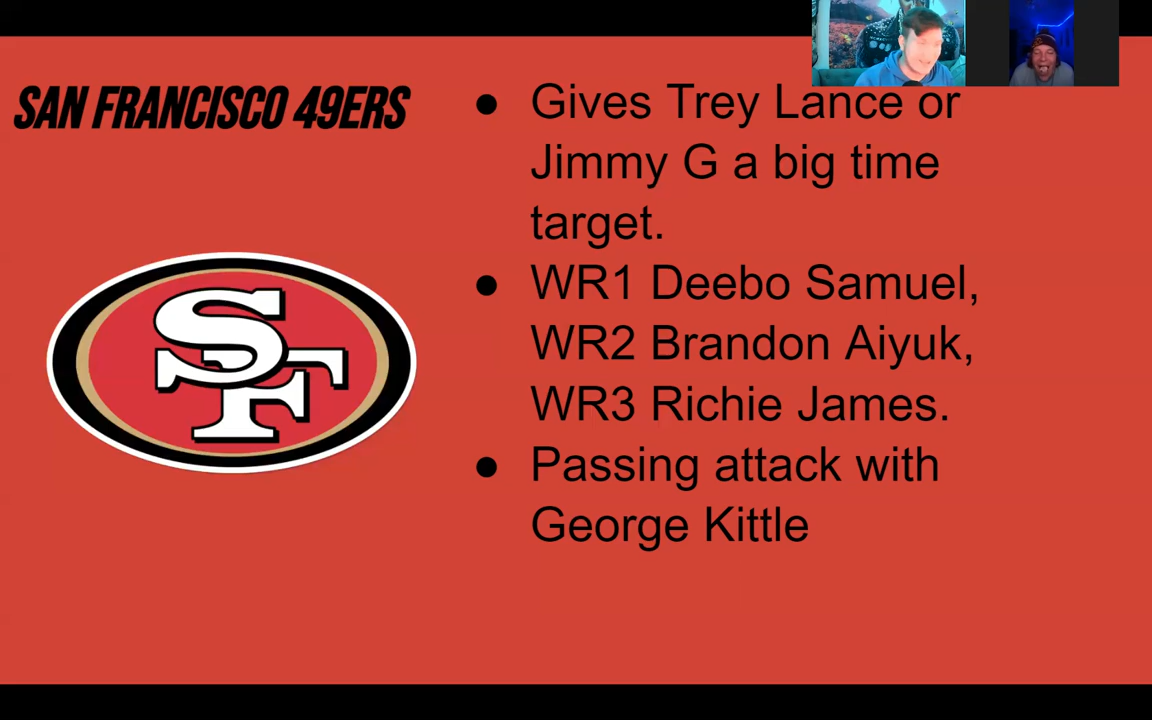 SAN FRANCISCO 49ERS
● Gives Trey Lance or
Jimmy G a big time
target.
● WR1 Deebo Samuel,
WR2 Brandon Aiyuk,
WR3 Richie James.
● Passing attack with
George Kittle
SF